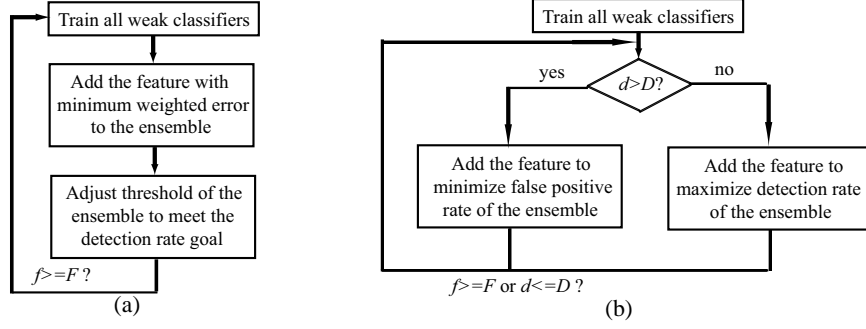 Train all weak classifiers
Add the feature with
minimum weighted error
to the ensemble
Adjust threshold of the
ensemble to meet the
detection rate goal
f>=F ?
(a)
Train all weak classifiers
yes
d>D?
no
Add the feature to
minimize false positive
rate of the ensemble
Add the feature to
maximize detection rate
of the ensemble
f>=F or d<=D ?
(b)